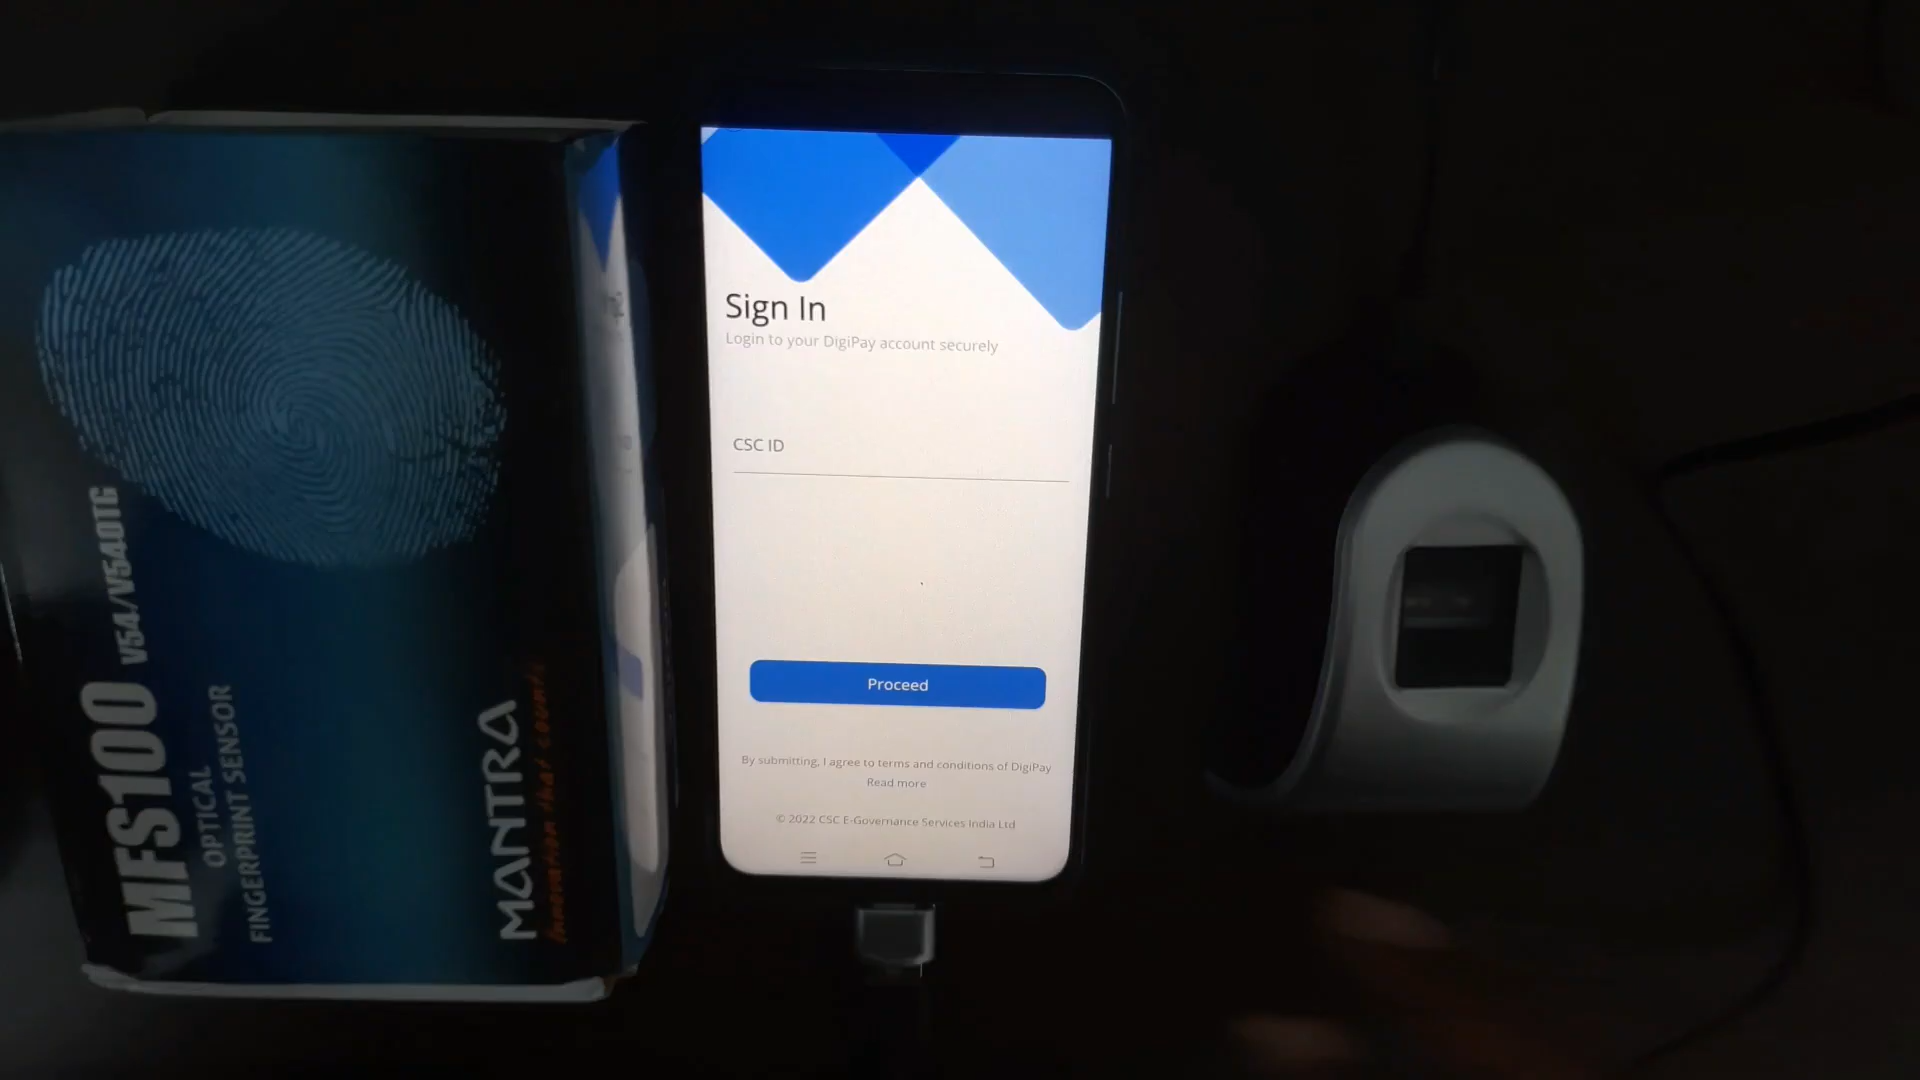 MFS100 V54/V54OTG
OPTICAL
FINGERPRINT SENSOR
MANTRA
Innovation that counts
Sign In
Login to your DigiPay account securely
CSC ID
Proceed
By submitting, I agree to terms and conditions of DigiPay
Read more
© 2022 CSC E-Governance Services India Ltd